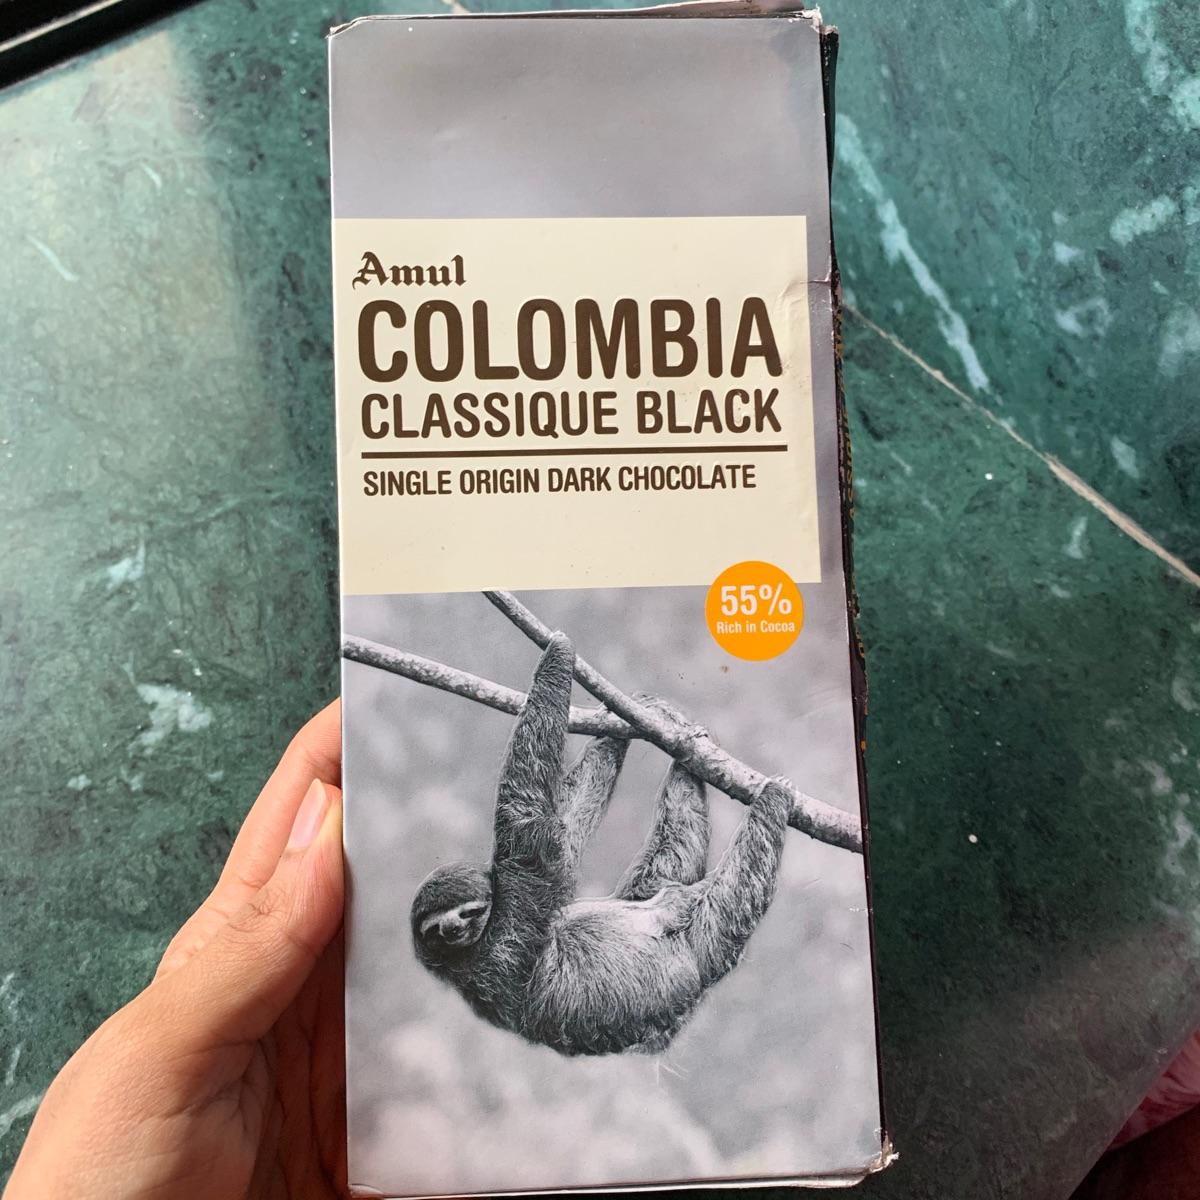 Amul
COLOMBIA
CLASSIQUE BLACK
SINGLE ORIGIN DARK CHOCOLATE
55%
Rich in Cocoa